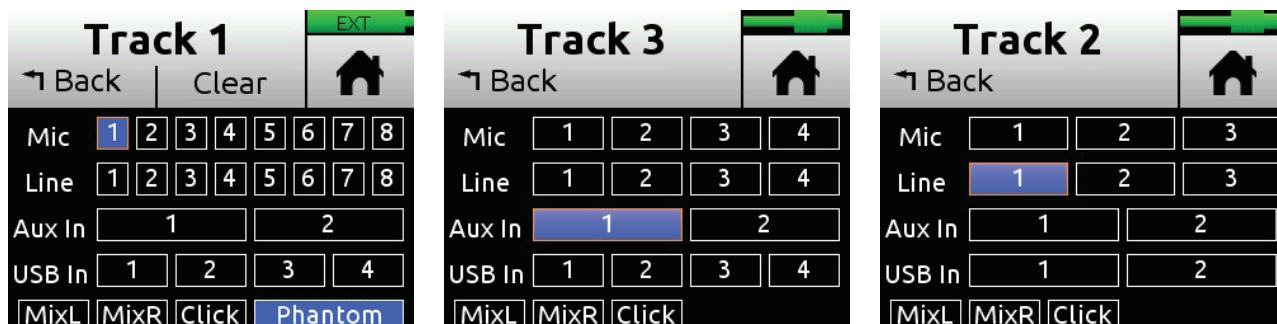 Track 1 EXT
Back Clear
Mic 1 2 3 4 5 6 7 8
Line 1 2 3 4 5 6 7 8
Aux In 1 2
USB In 1 2 3 4
MixL MixR Click Phantom
Track 3
Back
Mic 1 2 3 4
Line 1 2 3 4
Aux In 1 2
USB In 1 2 3 4
MixL MixR Click
Track 2
Back
Mic 1 2 3
Line 1 2 3
Aux In 1 2
USB In 1 2
MixL MixR Click